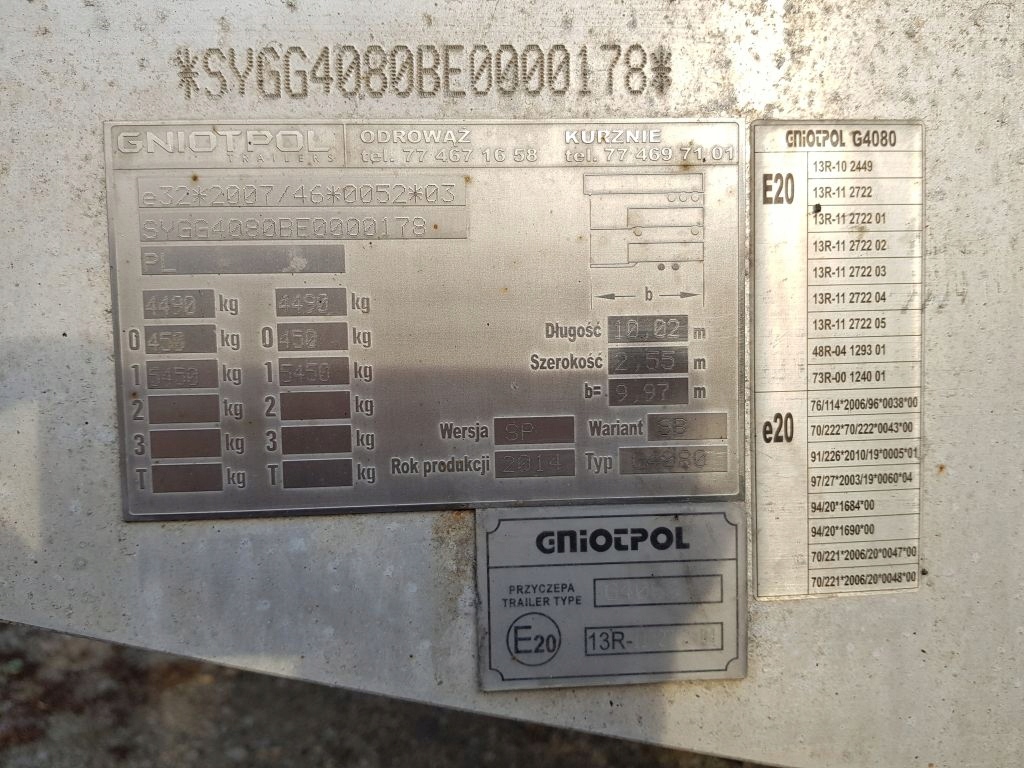 *SYGG4080BE0000178*
GNIOTPOL
TRAILERS
ODROWĄŻ
tel. 77 467 16 58
KURZNIE
tel. 77 469 71 01
e32*2007/46*0052*03
SYGG4080BE0000178
PL
4490 kg 4490 kg
0 450 kg 0 450 kg
1 5450 kg 1 5450 kg
2 kg 2 kg
3 kg 3 kg
T kg T kg
b
Długość 10,02 m
Szerokość 2,55 m
b= 9,97 m
Wersja SP Wariant SB
Rok produkcji 2014 Typ G4080
GNIOTPOL G4080
E20
13R-10 2449
13R-11 2722
13R-11 2722 01
13R-11 2722 02
13R-11 2722 03
13R-11 2722 04
13R-11 2722 05
48R-04 1293 01
73R-00 1240 01
e20
76/114*2006/96*0038*00
70/222*70/222*0043*00
91/226*2010/19*0005*01
97/27*2003/19*0060*04
94/20*1684*00
94/20*1690*00
70/221*2006/20*0047*00
70/221*2006/20*0048*00
GNIOTPOL
PRZYCZEPA
TRAILER TYPE
E20
13R-